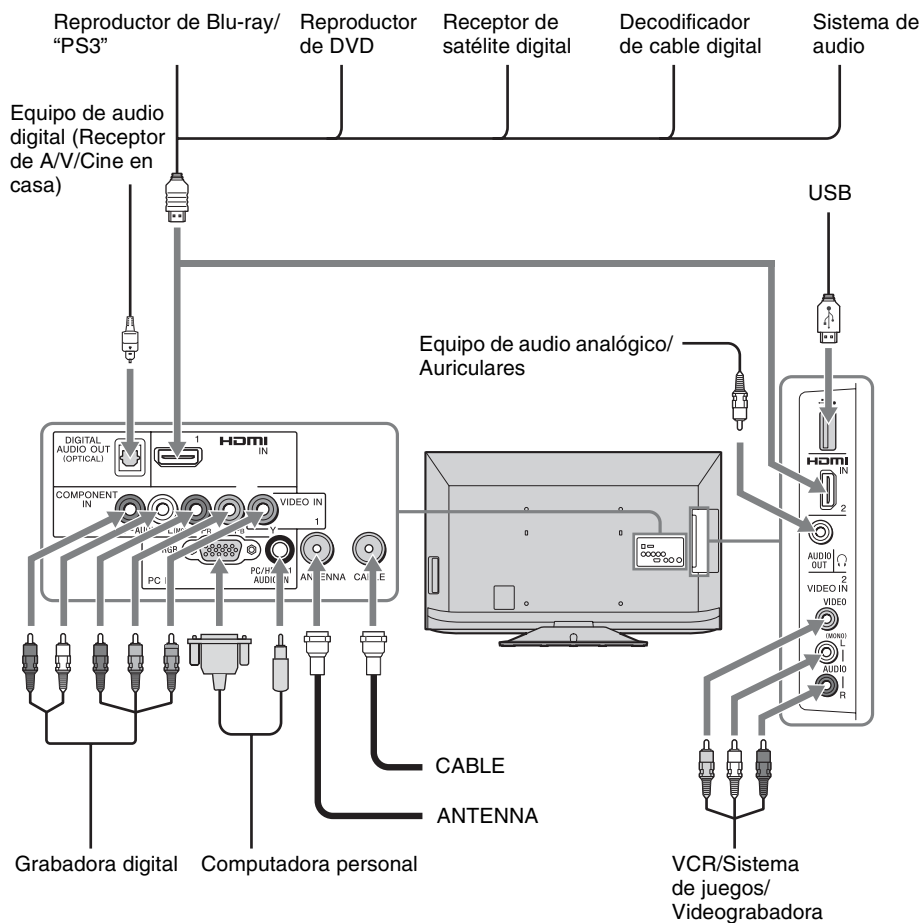 Reproductor de Blu-ray/
“PS3”
Reproductor
de DVD
Receptor de
satélite digital
Decodificador
de cable digital
Sistema de
audio
Equipo de audio
digital (Receptor
de A/V/Cine en
casa)
USB
Equipo de audio analógico/
Auriculares
DIGITAL
AUDIO OUT
(OPTICAL)
1
HDMI
IN
COMPONENT
IN
VIDEO IN
1
Y
PC
AUDIO IN
ANTENNA
CABLE
HDMI
IN
2
AUDIO
OUT
2
VIDEO IN
VIDEO
(MONO)
L
AUDIO
R
CABLE
ANTENNA
Grabadora digital
Computadora personal
VCR/Sistema
de juegos/
Videograbadora